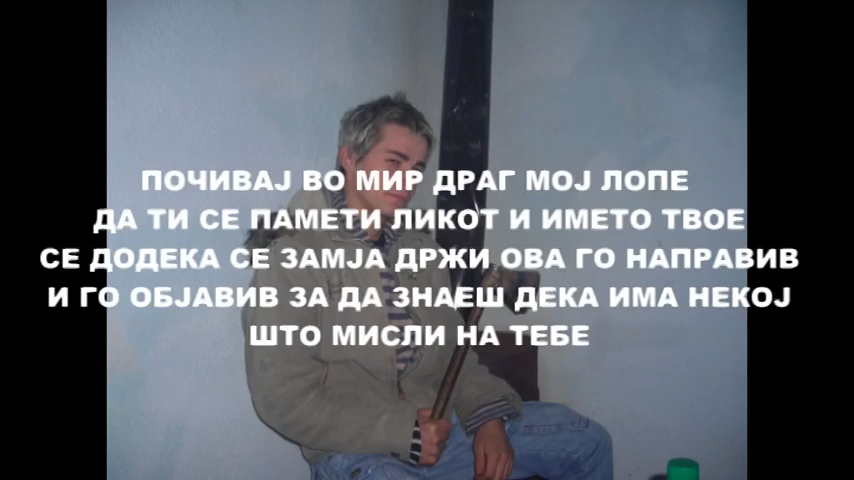 ПОЧИВАЈ ВО МИР ДРАГ МОЈ ЛОПЕ
ДА ТИ СЕ ПАМЕТИ ЛИКОТ И ИМЕТО ТВОЕ
СЕ ДОДЕКА СЕ ЗАМЈА ДРЖИ ОВА ГО НАПРАВИВ
И ГО ОБЈАВИВ ЗА ДА ЗНАЕШ ДЕКА ИМА НЕКОЈ
ШТО МИСЛИ НА ТЕБЕ